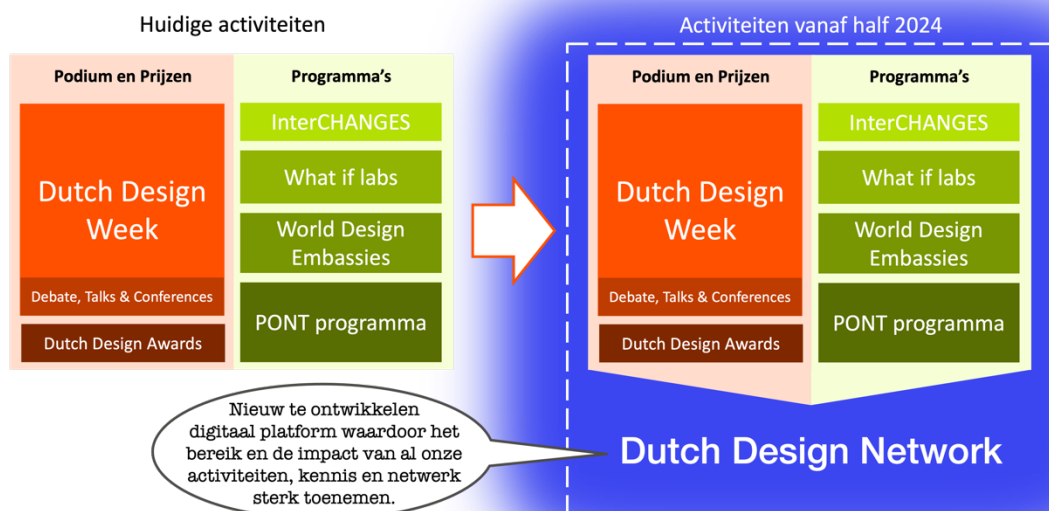 Huidige activiteiten
Podium en Prijzen
Dutch Design
Week
Debate, Talks & Conferences
Dutch Design Awards
Programma's
InterCHANGES
What if labs
World Design
Embassies
PONT programma
Activiteiten vanaf half 2024
Podium en Prijzen
Dutch Design
Week
Debate, Talks & Conferences
Dutch Design Awards
Programma's
InterCHANGES
What if labs
World Design
Embassies
PONT programma
Nieuw te ontwikkelen
digitaal platform waardoor het
bereik en de impact van al onze
activiteiten, kennis en netwerk
sterk toenemen.
Dutch Design Network